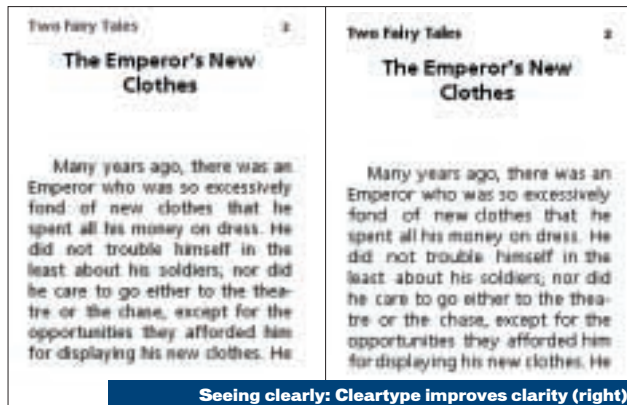 Two Fairy Tales 2
The Emperor's New
Clothes
Many years ago, there was an
Emperor who was so excessively
fond of new clothes that he
spent all his money on dress. He
did not trouble himself in the
least about his soldiers; nor did
he care to go either to the thea-
tre or the chase, except for the
opportunities they afforded him
for displaying his new clothes. He
Two Fairy Tales 2
The Emperor's New
Clothes
Many years ago, there was an
Emperor who was so excessively
fond of new clothes that he
spent all his money on dress. He
did not trouble himself in the
least about his soldiers; nor did
he care to go either to the thea-
tre or the chase, except for the
opportunities they afforded him
for displaying his new clothes. He
Seeing clearly: Cleartype improves clarity (right)